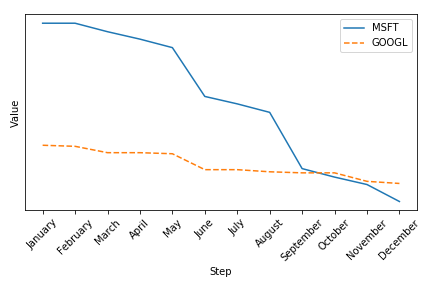 MSFT
GOOGL
Value
January
February
March
April
May
June
July
August
September
October
November
December
Step